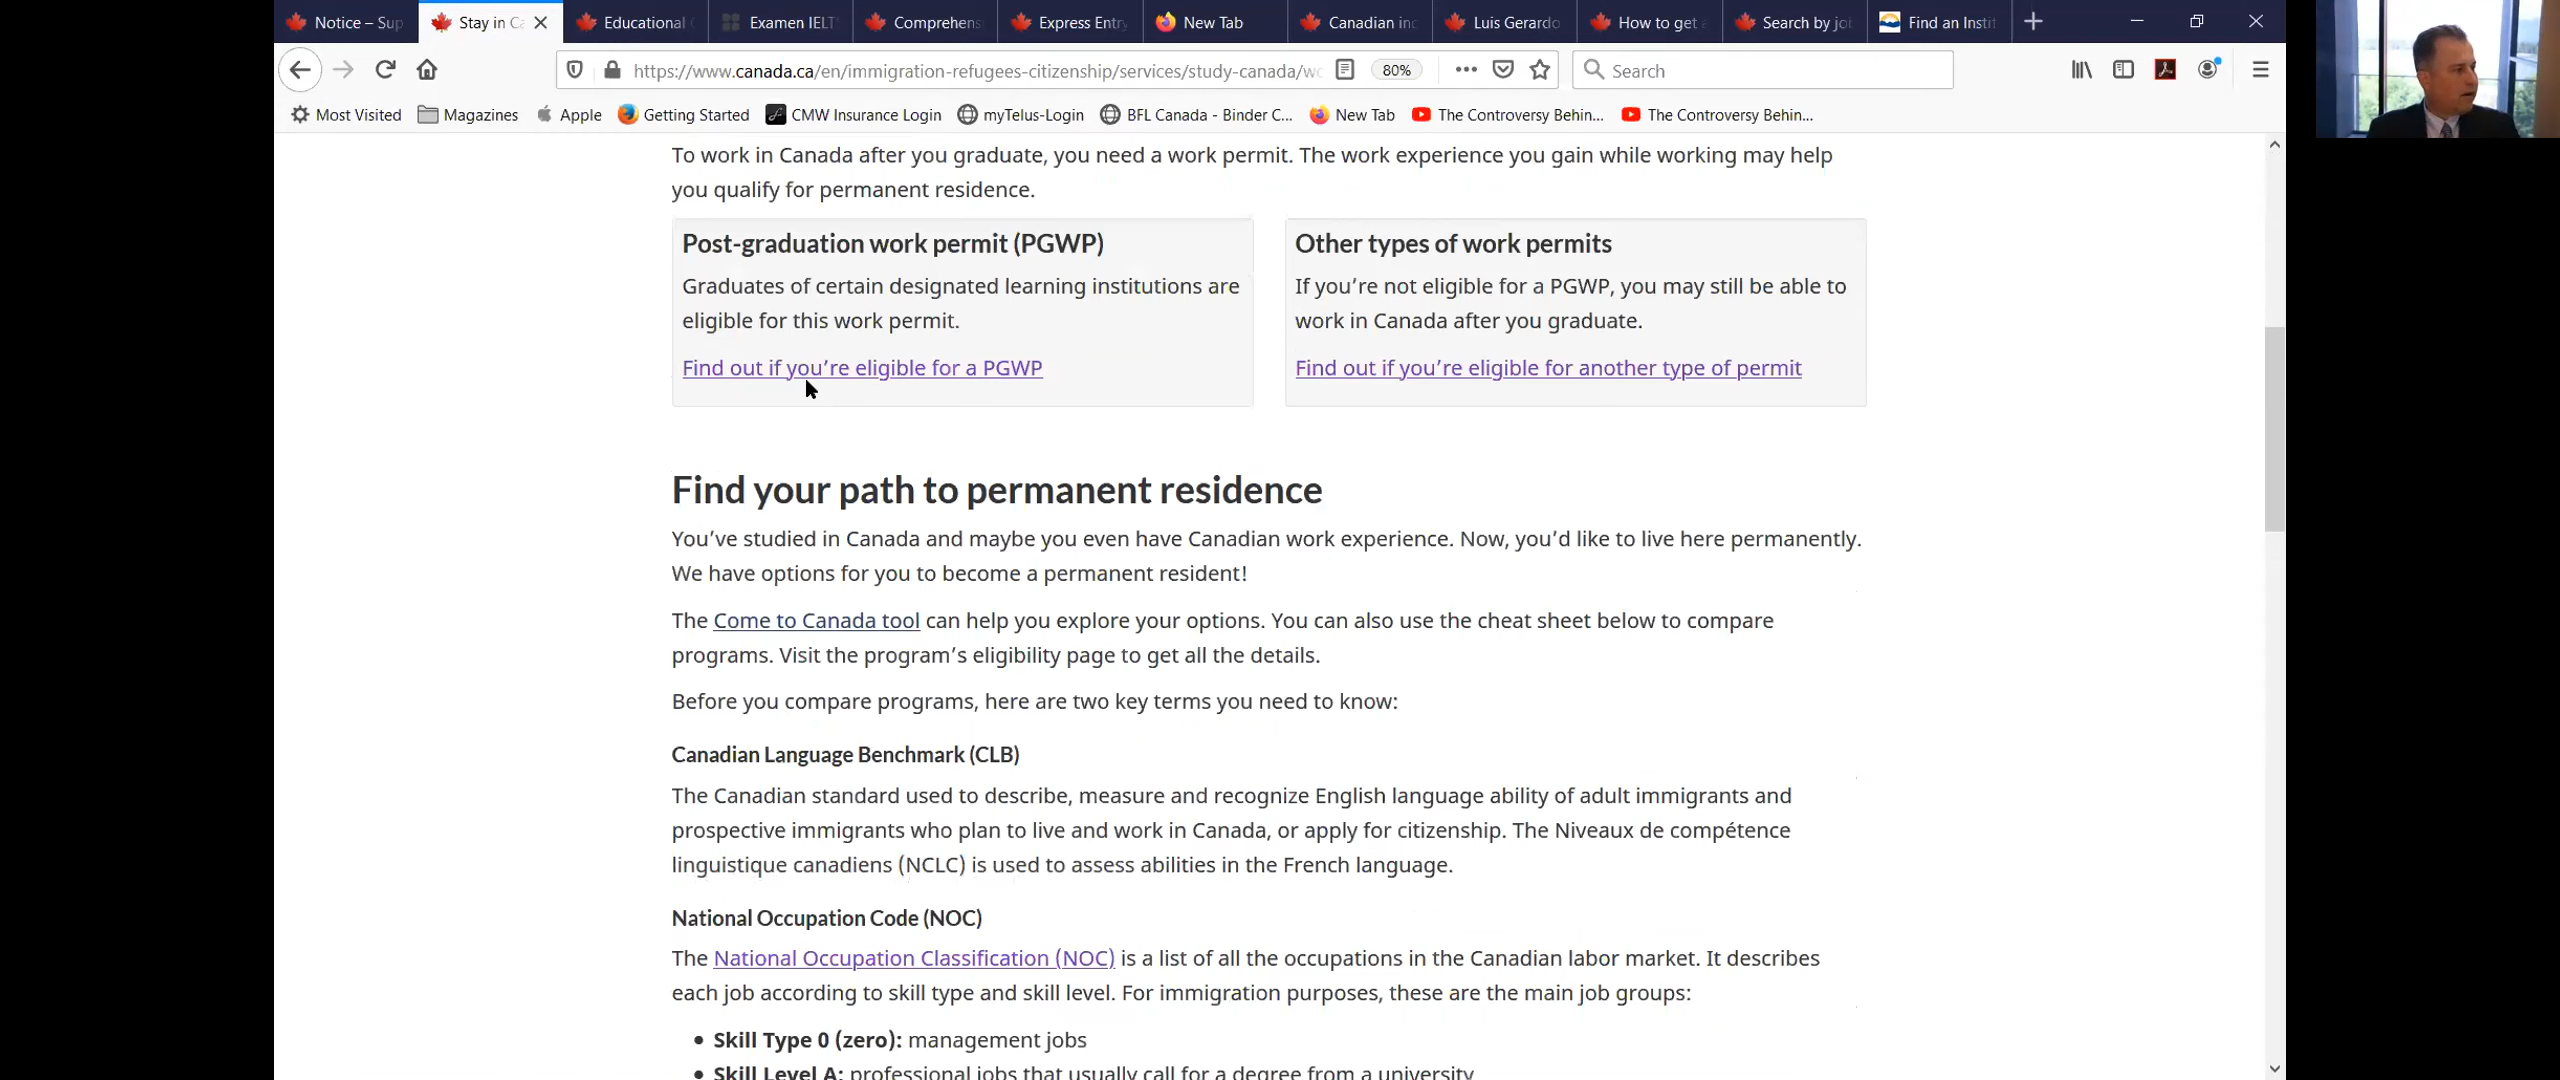 Notice – Sup
Stay in Ca
Educational
Examen IELT
Comprehens
Express Entry
New Tab
Canadian inc
Luis Gerardo
How to get a
Search by jo
Find an Insti
https://www.canada.ca/en/immigration-refugees-citizenship/services/study-canada/wo
80%
Search
Most Visited
Magazines
Apple
Getting Started
CMW Insurance Login
myTelus-Login
BFL Canada - Binder C...
New Tab
The Controversy Behin...
The Controversy Behin...
To work in Canada after you graduate, you need a work permit. The work experience you gain while working may help
you qualify for permanent residence.
Post-graduation work permit (PGWP)
Graduates of certain designated learning institutions are
eligible for this work permit.
Find out if you’re eligible for a PGWP
Other types of work permits
If you’re not eligible for a PGWP, you may still be able to
work in Canada after you graduate.
Find out if you’re eligible for another type of permit
Find your path to permanent residence
You’ve studied in Canada and maybe you even have Canadian work experience. Now, you’d like to live here permanently.
We have options for you to become a permanent resident!
The Come to Canada tool can help you explore your options. You can also use the cheat sheet below to compare
programs. Visit the program’s eligibility page to get all the details.
Before you compare programs, here are two key terms you need to know:
Canadian Language Benchmark (CLB)
The Canadian standard used to describe, measure and recognize English language ability of adult immigrants and
prospective immigrants who plan to live and work in Canada, or apply for citizenship. The Niveaux de compétence
linguistique canadiens (NCLC) is used to assess abilities in the French language.
National Occupation Code (NOC)
The National Occupation Classification (NOC) is a list of all the occupations in the Canadian labor market. It describes
each job according to skill type and skill level. For immigration purposes, these are the main job groups:
• Skill Type 0 (zero): management jobs
• Skill Level A: professional jobs that usually call for a degree from a university